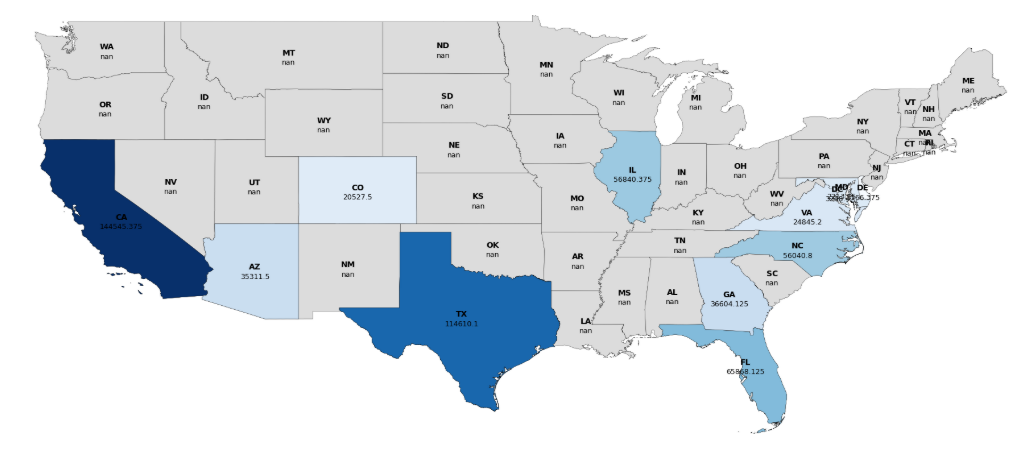 WA
nan
MT
nan
ND
nan
MN
nan
ME
nan
OR
nan
ID
nan
SD
nan
WI
nan
MI
nan
VT
nan
NH
nan
WY
nan
NY
nan
MA
nan
IA
nan
NE
nan
CT
nan
PA
nan
OH
nan
NJ
nan
IL
56840.375
IN
nan
NV
nan
UT
nan
CO
20527.5
KS
nan
MO
nan
WV
nan
MD
DE
KY
nan
VA
24845.2
CA
144545.375
AZ
35311.5
NM
nan
OK
nan
TN
nan
NC
56040.8
AR
nan
SC
nan
MS
nan
AL
nan
GA
36604.125
TX
114610.1
LA
nan
FL
65868.125